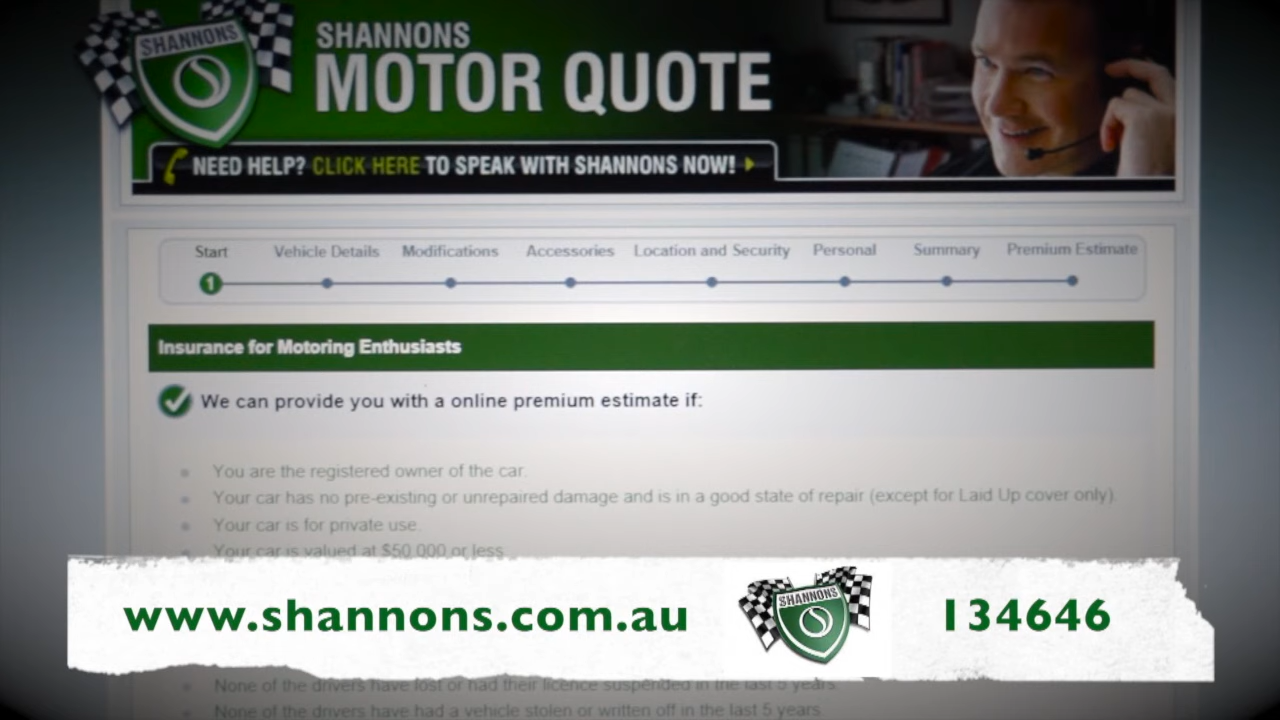 SHANNONS
SHANNONS
MOTOR QUOTE
NEED HELP? CLICK HERE TO SPEAK WITH SHANNONS NOW!
Start Vehicle Details Modifications Accessories Location and Security Personal Summary Premium Estimate
1
Insurance for Motoring Enthusiasts
We can provide you with a online premium estimate if:
You are the registered owner of the car.
Your car has no pre-existing or unrepaired damage and is in a good state of repair (except for Laid Up cover only).
Your car is for private use.
Your car is valued at $50,000 or less
www.shannons.com.au SHANNONS 134646
None of the drivers have lost or had their licence suspended in the last 5 years.
None of the drivers have had a vehicle stolen or written off in the last 5 years